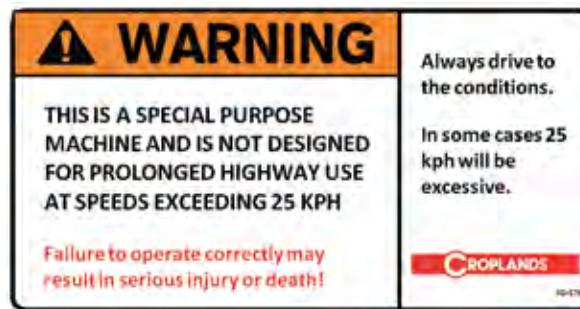 WARNING
THIS IS A SPECIAL PURPOSE
MACHINE AND IS NOT DESIGNED
FOR PROLONGED HIGHWAY USE
AT SPEEDS EXCEEDING 25 KPH
Failure to operate correctly may
result in serious injury or death!
Always drive to
the conditions.
In some cases 25
kph will be
excessive.
CROPLANDS